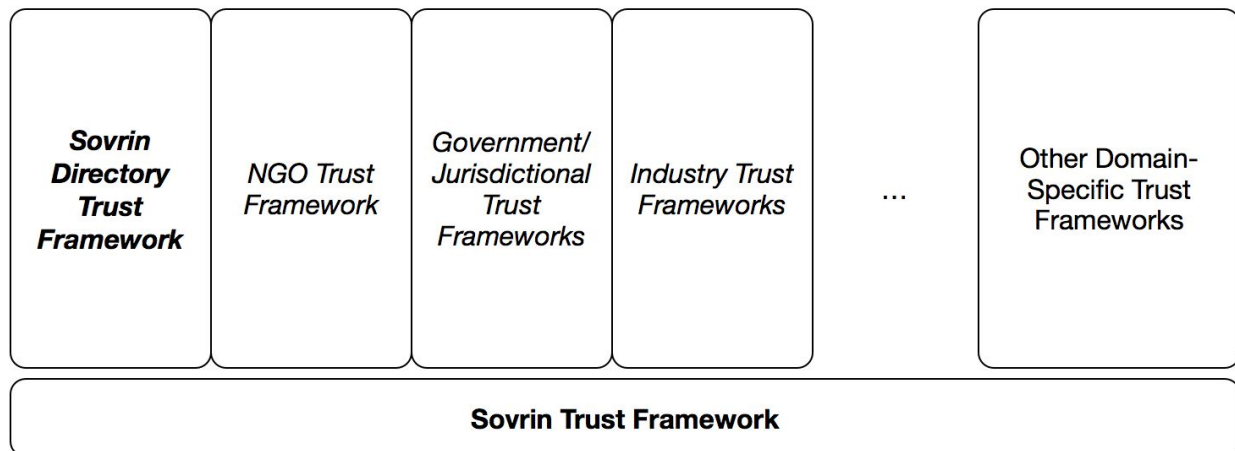 Sovrin
Directory
Trust
Framework
NGO Trust
Framework
Government/
Jurisdictional
Trust
Frameworks
Industry Trust
Frameworks
...
Other Domain-
Specific Trust
Frameworks
Sovrin Trust Framework